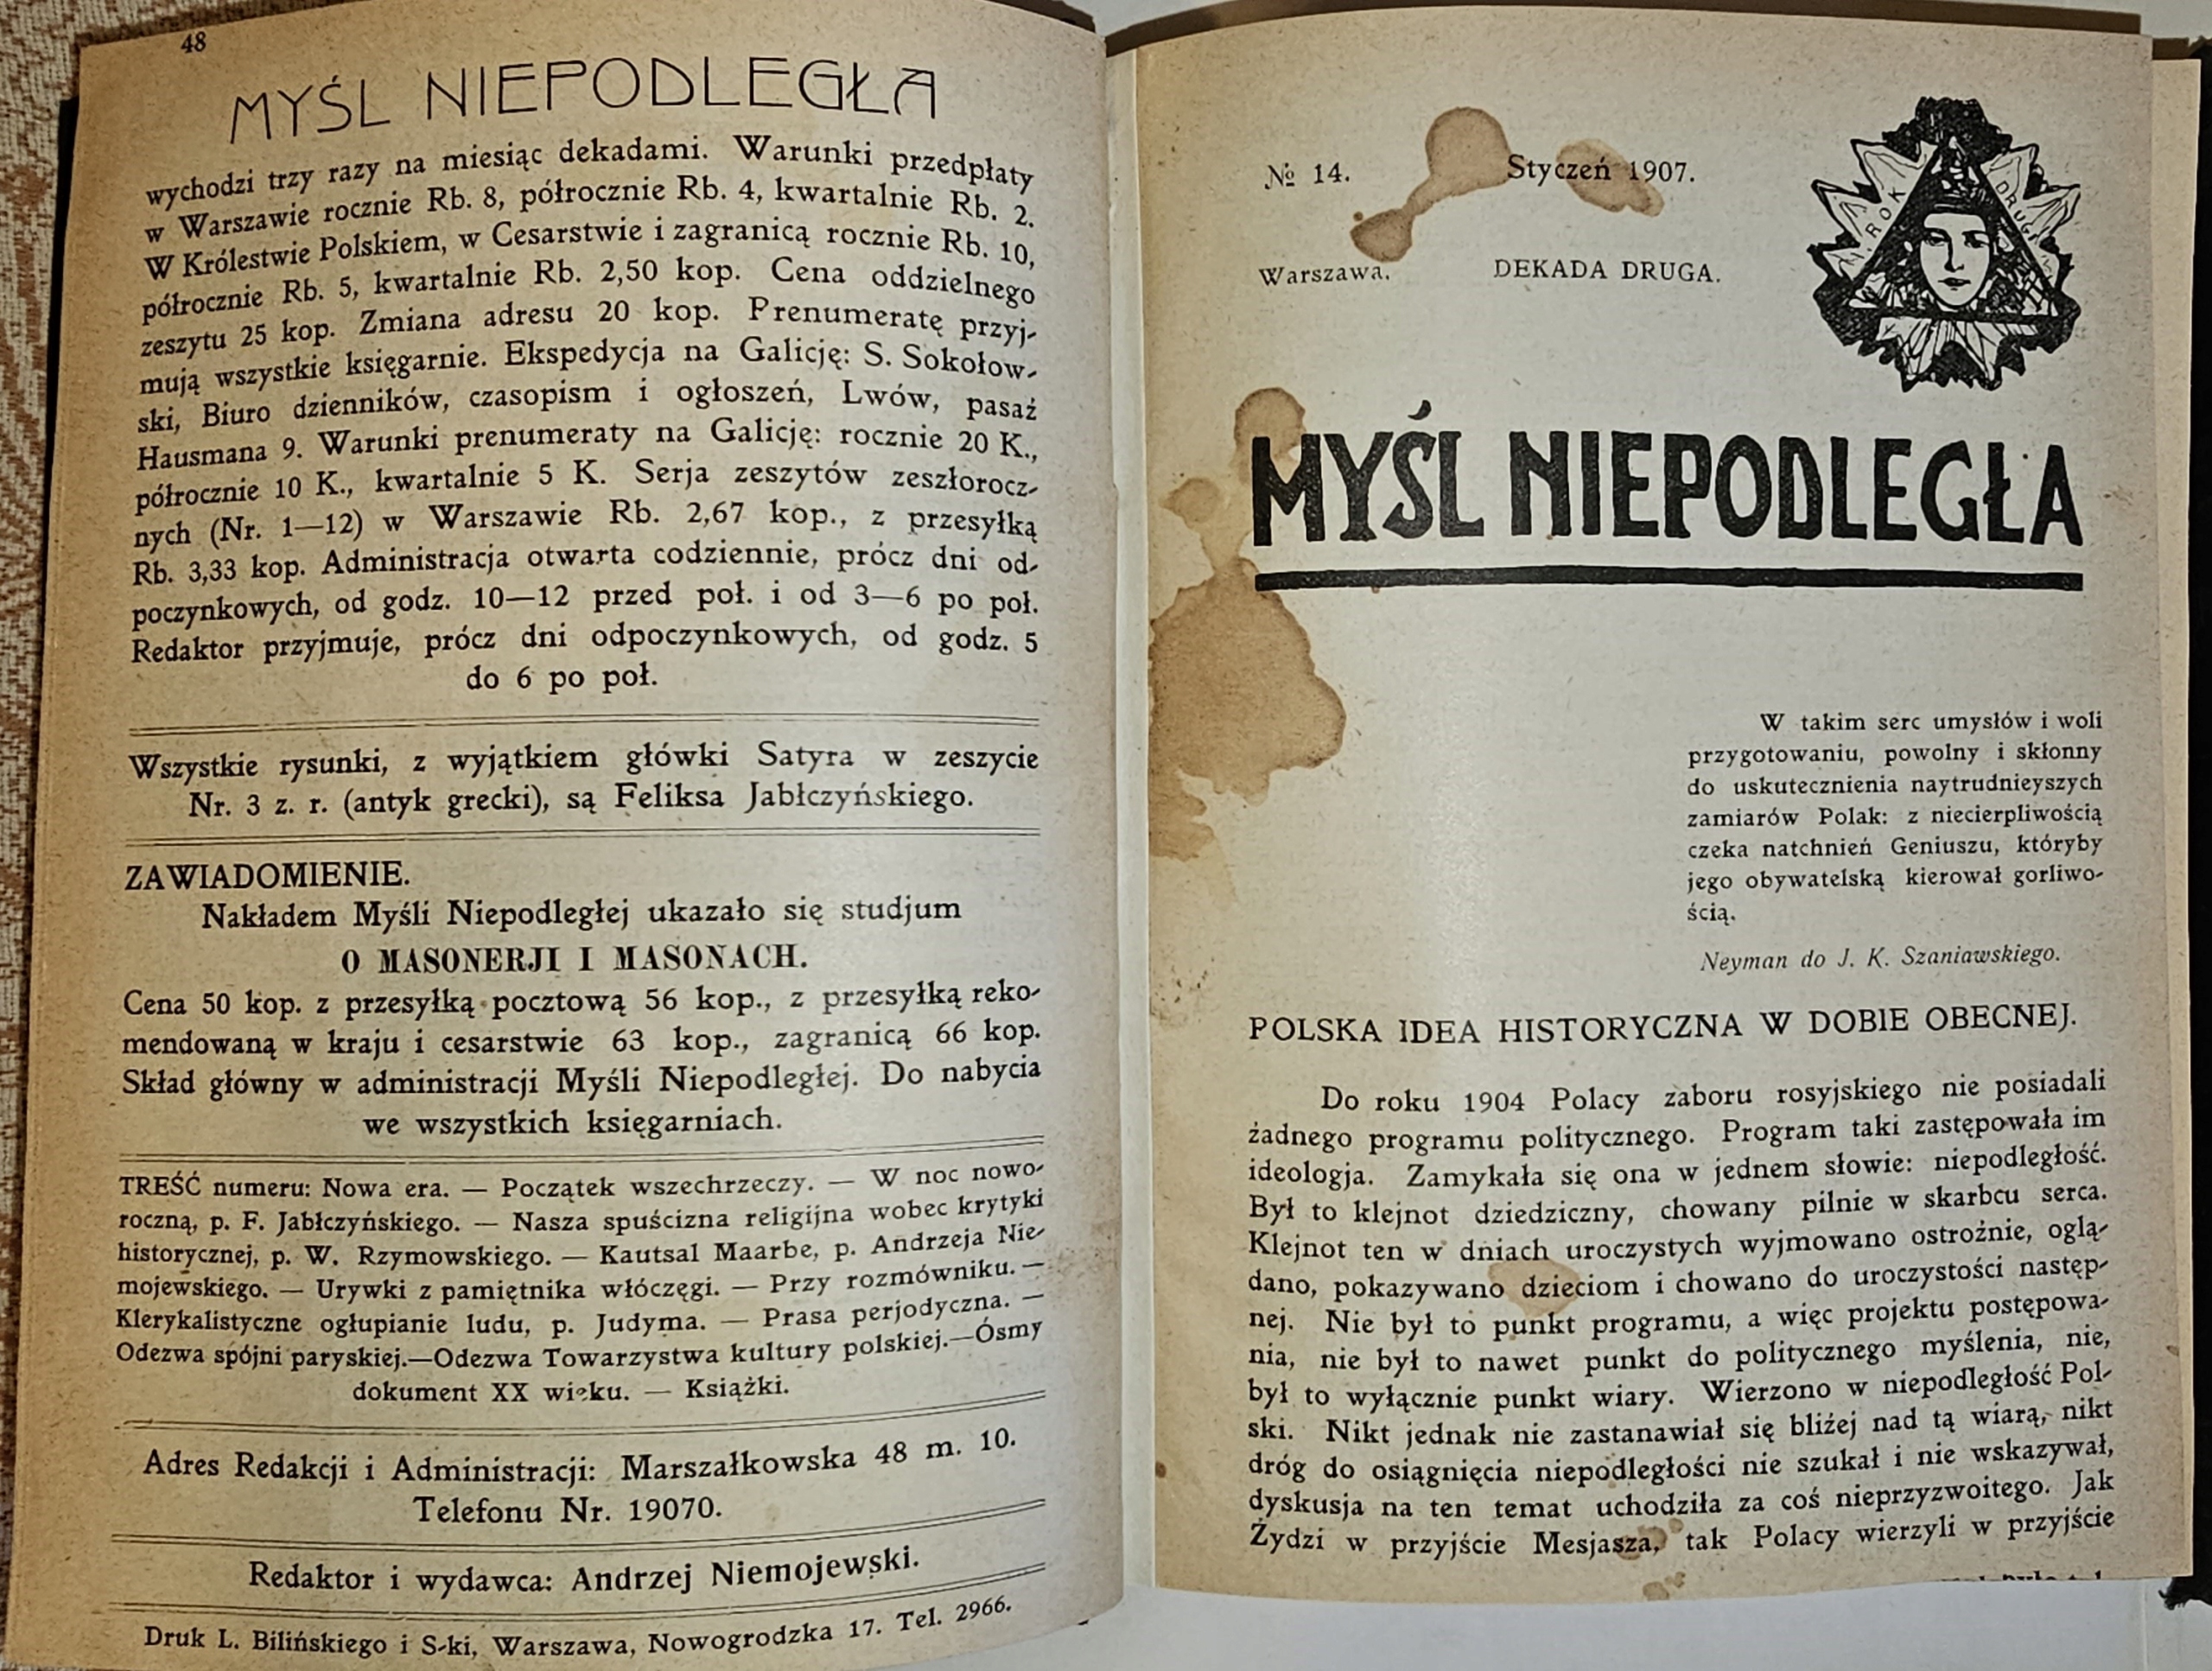 48
MYŚL NIEPODLEGŁA
wychodzi trzy razy na miesiąc dekadami. Warunki przedpłaty
w Warszawie rocznie Rb. 8, półrocznie Rb. 4, kwartalnie Rb. 2.
W Królestwie Polskiem, w Cesarstwie i zagranicą rocznie Rb. 10,
półrocznie Rb. 5, kwartalnie Rb. 2,50 kop. Cena oddzielnego
zeszytu 25 kop. Zmiana adresu 20 kop. Prenumeratę przyj-
mują wszystkie księgarnie. Ekspedycja na Galicję: S. Sokołow-
ski, Biuro dzienników, czasopism i ogłoszeń, Lwów, pasaż
Hausmana 9. Warunki prenumeraty na Galicję: rocznie 20 K.,
półrocznie 10 K., kwartalnie 5 K. Serja zeszytów zeszłorocz-
nych (Nr. 1—12) w Warszawie Rb. 2,67 kop., z przesyłką
Rb. 3,33 kop. Administracja otwarta codziennie, prócz dni od-
poczynkowych, od godz. 10—12 przed poł. i od 3—6 po poł.
Redaktor przyjmuje, prócz dni odpoczynkowych, od godz. 5
do 6 po poł.
Wszystkie rysunki, z wyjątkiem główki Satyra w zeszycie
Nr. 3 z. r. (antyk grecki), są Feliksa Jabłczyńskiego.
ZAWIADOMIENIE.
Nakładem Myśli Niepodległej ukazało się studjum
O MASONERJI I MASONACH.
Cena 50 kop. z przesyłką pocztową 56 kop., z przesyłką reko-
mendowaną w kraju i cesarstwie 63 kop., zagranicą 66 kop.
Skład główny w administracji Myśli Niepodległej. Do nabycia
we wszystkich księgarniach.
TREŚĆ numeru: Nowa era. — Początek wszechrzeczy. — W noc nowo-
roczną, p. F. Jabłczyńskiego. — Nasza spuścizna religijna wobec krytyki
historycznej, p. W. Rzymowskiego. — Kautsal Maarbe, p. Andrzeja Nie-
mojewskiego. — Urywki z pamiętnika włóczęgi. — Przy rozmówniku. —
Klerykalistyczne ogłupianie ludu, p. Judyma. — Prasa perjodyczna. —
Odezwa spójni paryskiej.—Odezwa Towarzystwa kultury polskiej.—Ósmy
dokument XX wieku. — Książki.
Adres Redakcji i Administracji: Marszałkowska 48 m. 10.
Telefonu Nr. 19070.
Redaktor i wydawca: Andrzej Niemojewski.
Druk L. Bilińskiego i S-ki, Warszawa, Nowogrodzka 17. Tel. 2966.
№ 14. Styczeń 1907.
Warszawa. DEKADA DRUGA.
ROK DRUGI
MYŚL NIEPODLEGŁA
W takim serc umysłów i woli
przygotowaniu, powolny i skłonny
do uskutecznienia naytrudnieyszych
zamiarów Polak: z niecierpliwością
czeka natchnień Geniuszu, któryby
jego obywatelską kierował gorliwo-
ścią.
Neyman do J. K. Szaniawskiego.
POLSKA IDEA HISTORYCZNA W DOBIE OBECNEJ.
Do roku 1904 Polacy zaboru rosyjskiego nie posiadali
żadnego programu politycznego. Program taki zastępowała im
ideologja. Zamykała się ona w jednem słowie: niepodległość.
Był to klejnot dziedziczny, chowany pilnie w skarbcu serca.
Klejnot ten w dniach uroczystych wyjmowano ostrożnie, oglą-
dano, pokazywano dzieciom i chowano do uroczystości następ-
nej. Nie był to punkt programu, a więc projektu postępowa-
nia, nie był to nawet punkt do politycznego myślenia, nie,
był to wyłącznie punkt wiary. Wierzono w niepodległość Pol-
ski. Nikt jednak nie zastanawiał się bliżej nad tą wiarą, nikt
dróg do osiągnięcia niepodległości nie szukał i nie wskazywał,
dyskusja na ten temat uchodziła za coś nieprzyzwoitego. Jak
Żydzi w przyjście Mesjasza, tak Polacy wierzyli w przyjście